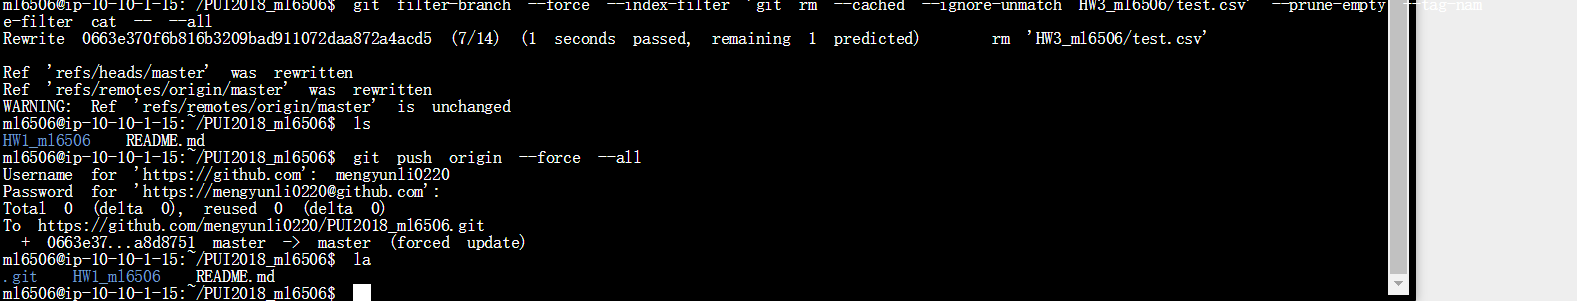 ml6506@ip-10-10-1-15:~/PUI2018_ml6506$ git filter-branch --force --index-filter 'git rm --cached --ignore-unmatch HW3_ml6506/test.csv' --prune-empty --tag-nam
e-filter cat -- --all
Rewrite 0663e370f6b816b3209bad911072daa872a4acd5 (7/14) (1 seconds passed, remaining 1 predicted) rm 'HW3_ml6506/test.csv'
Ref 'refs/heads/master' was rewritten
Ref 'refs/remotes/origin/master' was rewritten
WARNING: Ref 'refs/remotes/origin/master' is unchanged
ml6506@ip-10-10-1-15:~/PUI2018_ml6506$ ls
HW1_ml6506 README.md
ml6506@ip-10-10-1-15:~/PUI2018_ml6506$ git push origin --force --all
Username for 'https://github.com': mengyunli0220
Password for 'https://mengyunli0220@github.com':
Total 0 (delta 0), reused 0 (delta 0)
To https://github.com/mengyunli0220/PUI2018_ml6506.git
+ 0663e37...a8d8751 master -> master (forced update)
ml6506@ip-10-10-1-15:~/PUI2018_ml6506$ la
.git HW1_ml6506 README.md
ml6506@ip-10-10-1-15:~/PUI2018_ml6506$